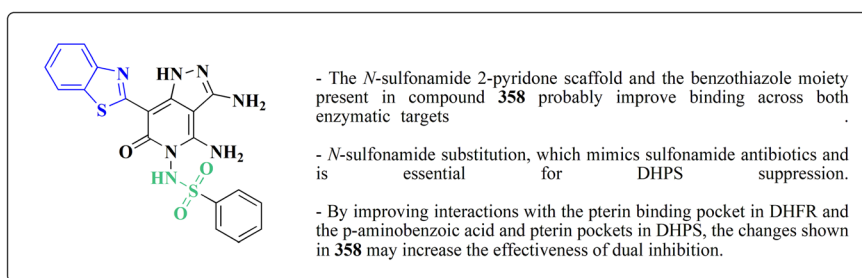 N
S
HN
N
NH₂
O
N
NH₂
HN
O
S
O
- The N-sulfonamide 2-pyridone scaffold and the benzothiazole moiety
present in compound 358 probably improve binding across both
enzymatic targets .
- N-sulfonamide substitution, which mimics sulfonamide antibiotics and
is essential for DHPS suppression.
- By improving interactions with the pterin binding pocket in DHFR and
the p-aminobenzoic acid and pterin pockets in DHPS, the changes shown
in 358 may increase the effectiveness of dual inhibition.